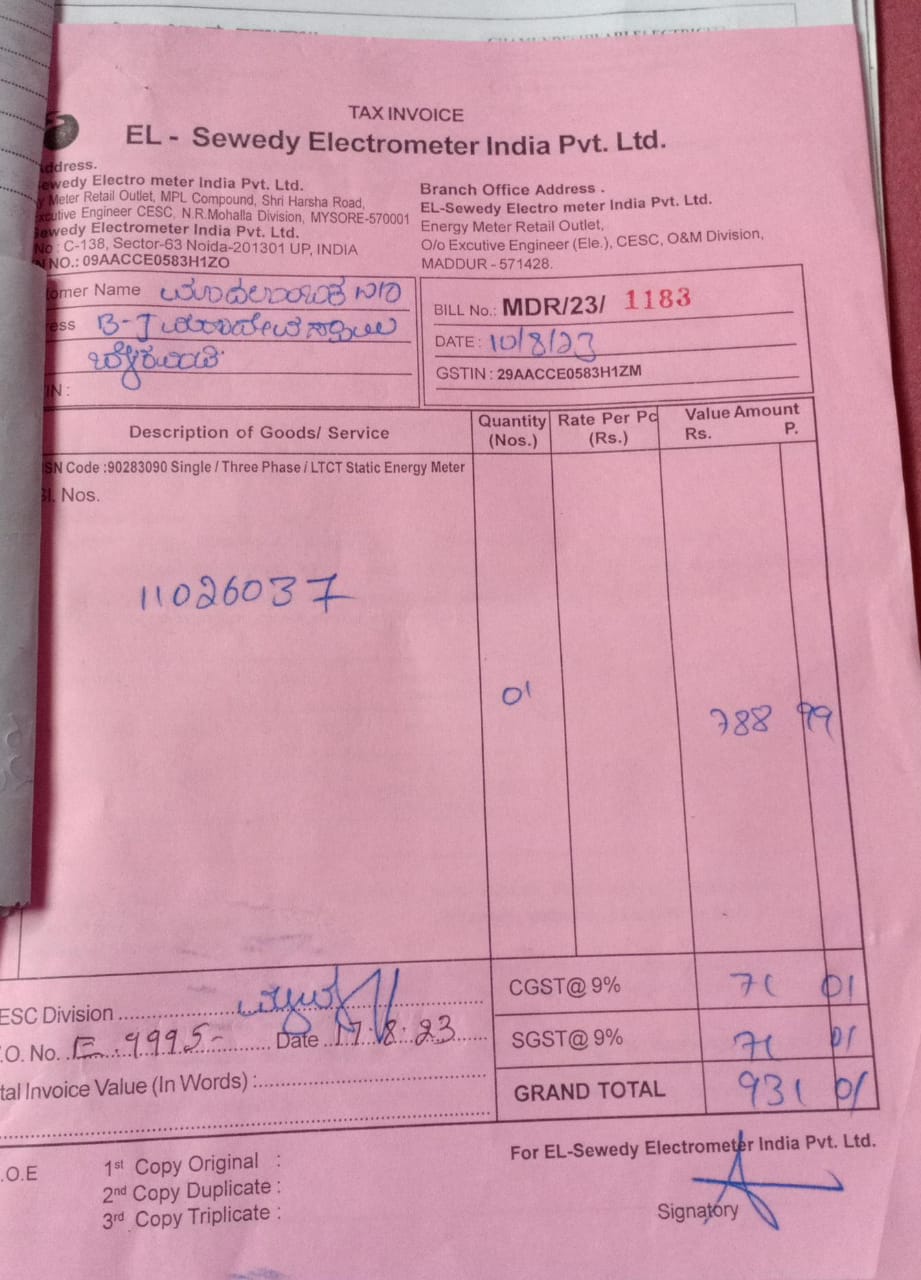 TAX INVOICE
EL - Sewedy Electrometer India Pvt. Ltd.
ddress.
ewedy Electro meter India Pvt. Ltd.
y Meter Retail Outlet, MPL Compound, Shri Harsha Road,
cutive Engineer CESC, N.R.Mohalla Division, MYSORE-570001
ewedy Electrometer India Pvt. Ltd.
No : C-138, Sector-63 Noida-201301 UP, INDIA
NO.: 09AACCE0583H1ZO
Branch Office Address .
EL-Sewedy Electro meter India Pvt. Ltd.
Energy Meter Retail Outlet,
O/o Excutive Engineer (Ele.), CESC, O&M Division,
MADDUR - 571428.
omer Name
ess
IN :
BILL No.: MDR/23/ 1183
DATE : 10/8/23
GSTIN : 29AACCE0583H1ZM
Description of Goods/ Service
Quantity (Nos.)
Rate Per Pc (Rs.)
Value Amount
Rs. P.
SN Code :90283090 Single / Three Phase / LTCT Static Energy Meter
Sl. Nos.
11026037
01
788 99
CGST@ 9% 71 01
SGST@ 9% 71 01
GRAND TOTAL 931 01
ESC Division
.O. No. E 9995- Date 17.8.23
tal Invoice Value (In Words) :
.O.E
1st Copy Original :
2nd Copy Duplicate :
3rd Copy Triplicate :
For EL-Sewedy Electrometer India Pvt. Ltd.
Signatory